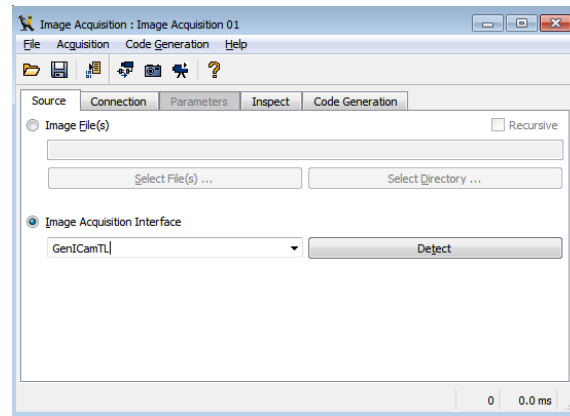 Image Acquisition : Image Acquisition 01
File Acquisition Code Generation Help
Source Connection Parameters Inspect Code Generation
Image File(s) Recursive
Select File(s) ... Select Directory ...
Image Acquisition Interface
GenICamTL Detect
0 0.0 ms